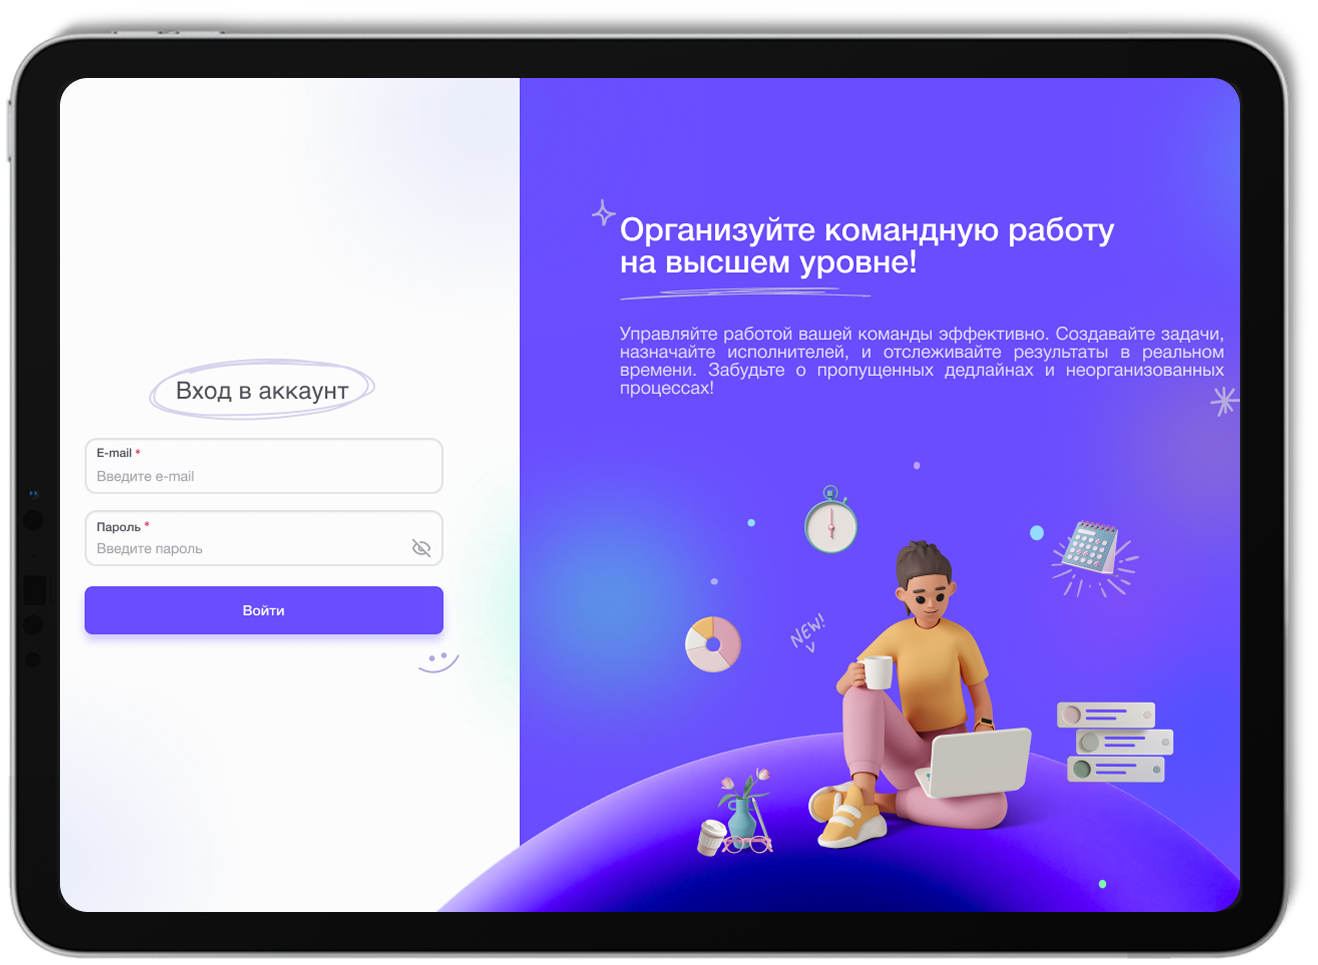 Вход в аккаунт
E-mail *
Введите e-mail
Пароль *
Введите пароль
Войти
Организуйте командную работу
на высшем уровне!
Управляйте работой вашей команды эффективно. Создавайте задачи,
назначайте исполнителей, и отслеживайте результаты в реальном
времени. Забудьте о пропущенных дедлайнах и неорганизованных
процессах!
NEW!